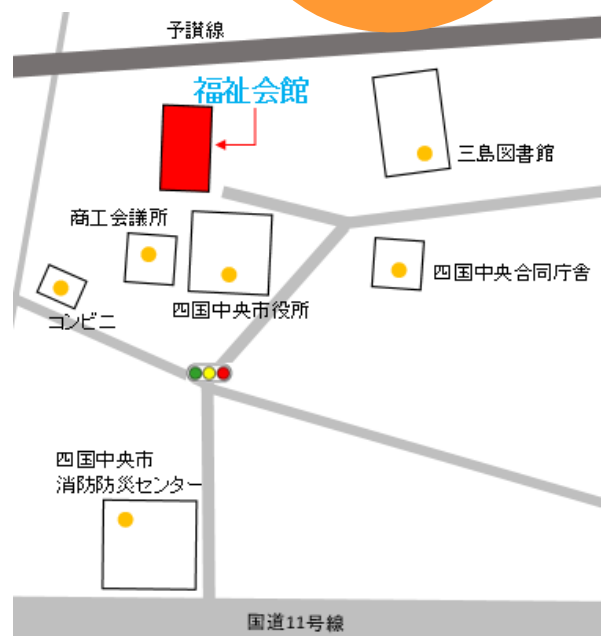 予讃線
福祉会館
三島図書館
商工会議所
四国中央合同庁舎
四国中央市役所
コンビニ
四国中央市
消防防災センター
国道11号線